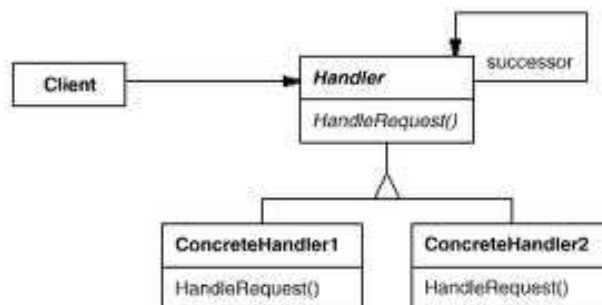 successor
Client
Handler
HandleRequest()
ConcreteHandler1
ConcreteHandler2
HandleRequest()
HandleRequest()